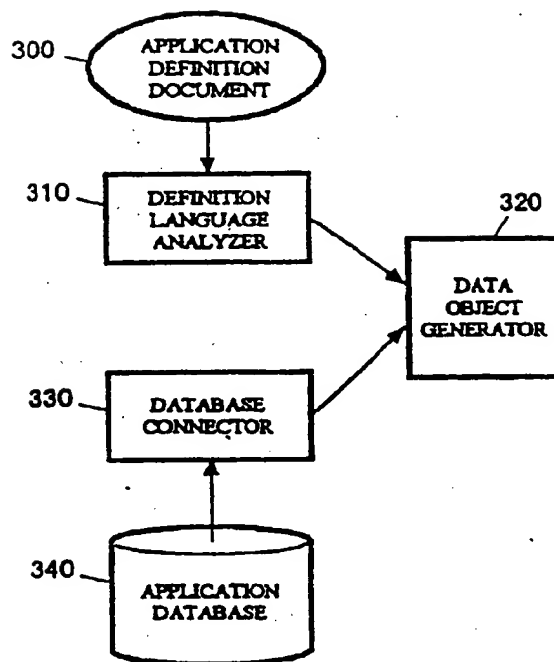 300
APPLICATION
DEFINITION
DOCUMENT
310
DEFINITION
LANGUAGE
ANALYZER
320
DATA
OBJECT
GENERATOR
330
DATABASE
CONNECTOR
340
APPLICATION
DATABASE